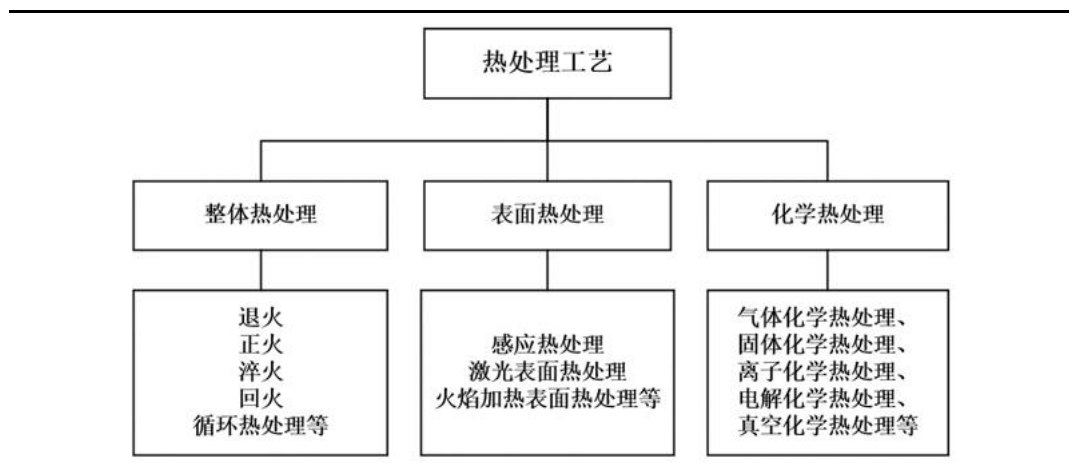 热处理工艺
整体热处理
表面热处理
化学热处理
退火
正火
淬火
回火
循环热处理等
感应热处理
激光表面热处理
火焰加热表面热处理等
气体化学热处理、
固体化学热处理、
离子化学热处理、
电解化学热处理、
真空化学热处理等